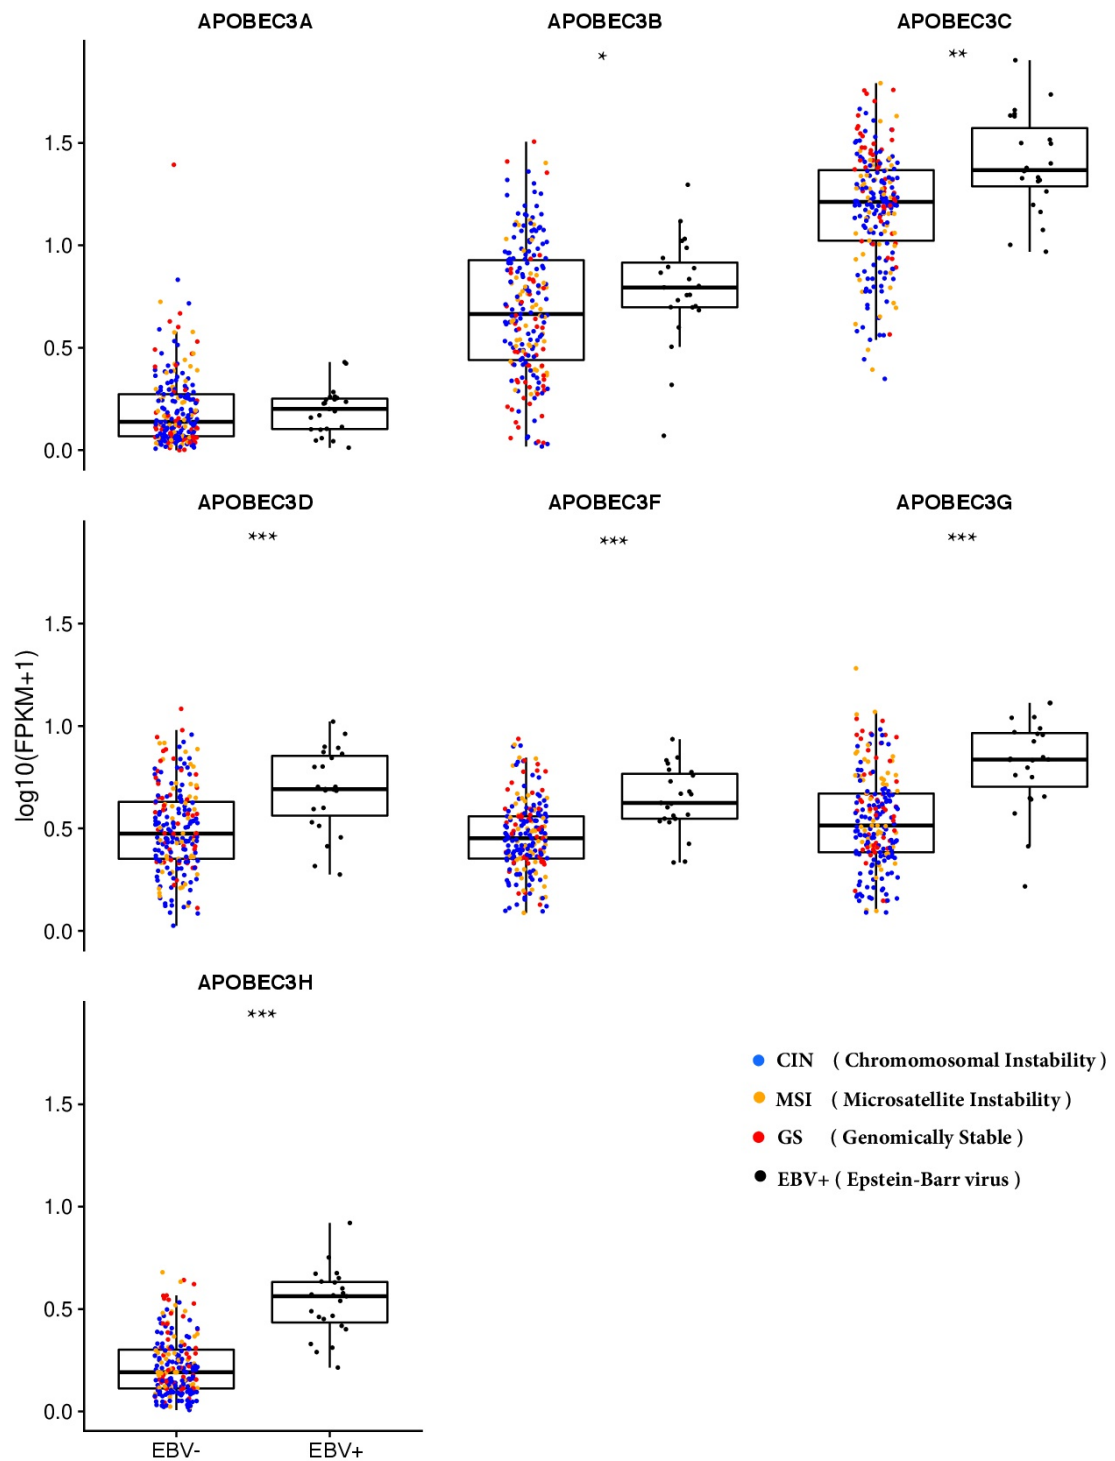 APOBEC3A APOBEC3B APOBEC3C
* **
1.5
1.0
0.5
0.0
APOBEC3D APOBEC3F APOBEC3G
*** *** ***
log10(FPKM+1)
1.5
1.0
0.5
0.0
APOBEC3H
***
1.5
1.0
0.5
0.0
EBV- EBV+
CIN ( Chromomosomal Instability )
MSI ( Microsatellite Instability )
GS ( Genomically Stable )
EBV+ ( Epstein-Barr virus )